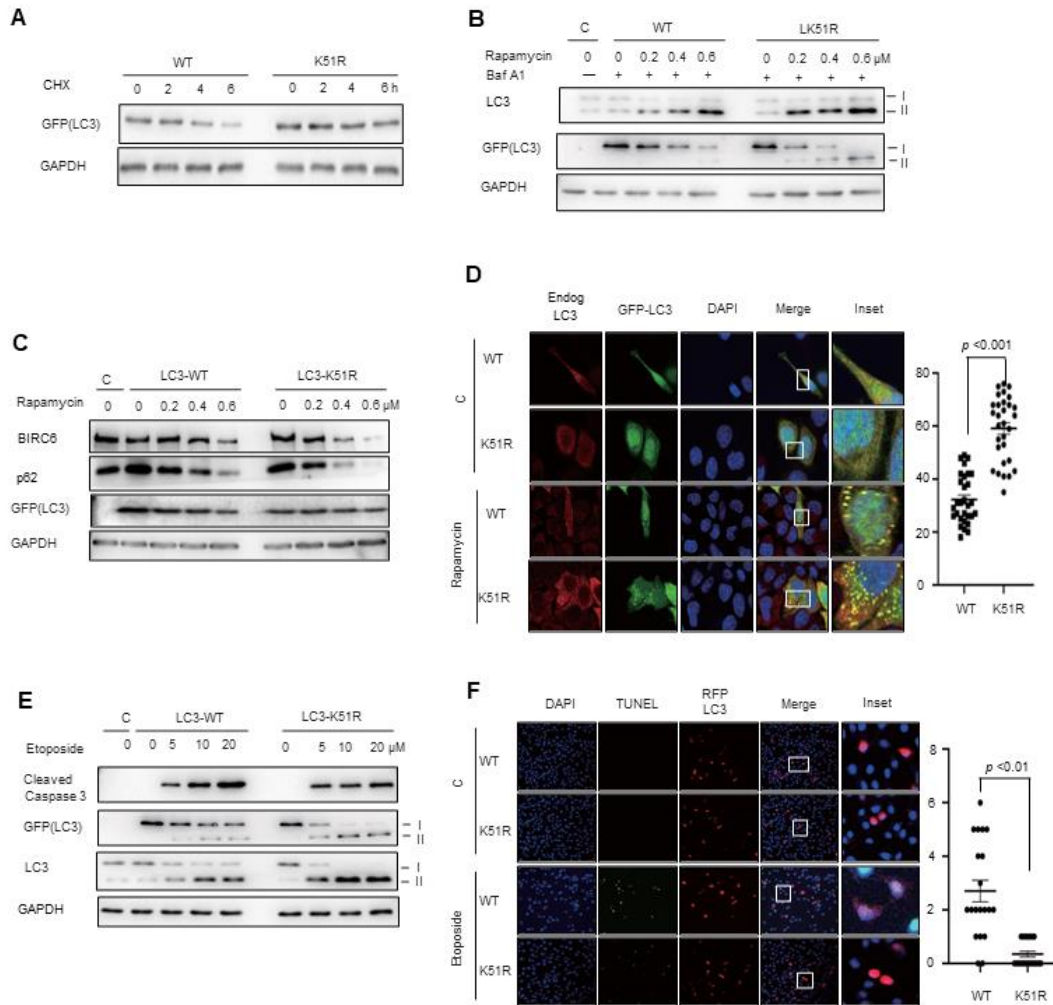 A
WT K51R
CHX 0 2 4 6 0 2 4 6 h
GFP(LC3)
GAPDH
B
C WT LK51R
Rapamycin 0 0 0.2 0.4 0.6 0 0.2 0.4 0.6 µM
Baf A1 — + + + + + + + +
LC3 I
II
GFP(LC3) I
II
GAPDH
C
C LC3-WT LC3-K51R
Rapamycin 0 0 0.2 0.4 0.6 0 0.2 0.4 0.6 µM
BIRC6
p62
GFP(LC3)
GAPDH
D
Endog LC3 GFP-LC3 DAPI Merge Inset
C
WT
K51R
Rapamycin
WT
K51R
p <0.001
80
60
40
20
0
WT K51R
E
C LC3-WT LC3-K51R
Etoposide 0 0 5 10 20 0 5 10 20 µM
Cleaved
Caspase 3
GFP(LC3) I
II
LC3 I
II
GAPDH
F
DAPI TUNEL RFP LC3 Merge Inset
C
WT
K51R
Etoposide
WT
K51R
p <0.01
8
6
4
2
0
WT K51R